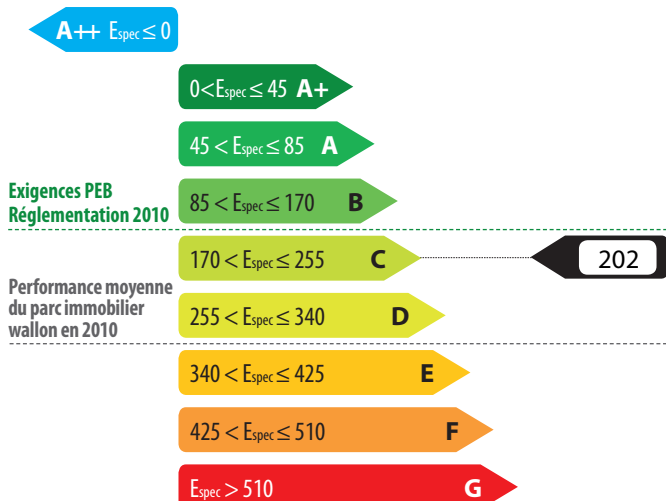 A++ Espec ≤ 0
0<Espec ≤ 45 A+
45 < Espec ≤ 85 A
Exigences PEB
Réglementation 2010
85 < Espec ≤ 170 B
170 < Espec ≤ 255 C
202
Performance moyenne
du parc immobilier
wallon en 2010
255 < Espec ≤ 340 D
340 < Espec ≤ 425 E
425 < Espec ≤ 510 F
Espec > 510 G